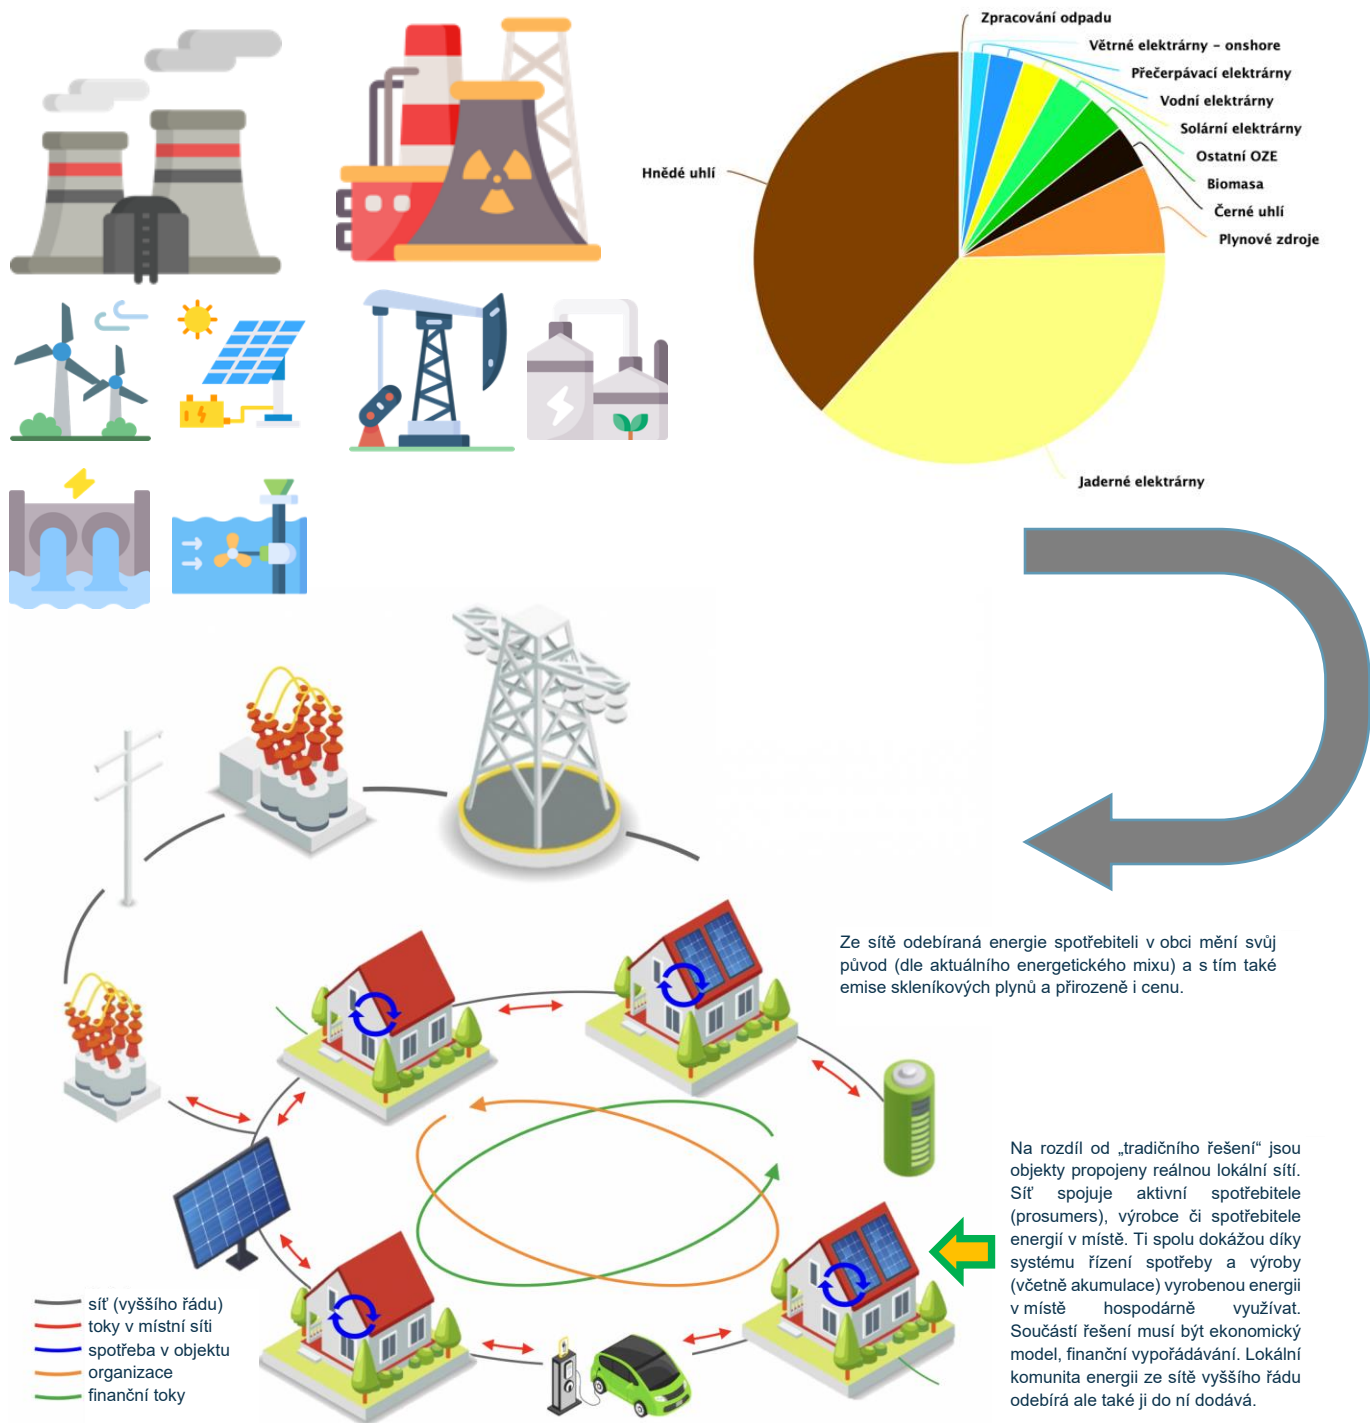 Zpracování odpadu
Větrné elektrárny – onshore
Přečerpávací elektrárny
Vodní elektrárny
Solární elektrárny
Ostatní OZE
Biomasa
Černé uhlí
Plynové zdroje
Hnědé uhlí
Jaderné elektrárny
Ze sítě odebíraná energie spotřebiteli v obci mění svůj
původ (dle aktuálního energetického mixu) a s tím také
emise skleníkových plynů a přirozeně i cenu.
Na rozdíl od „tradičního řešení“ jsou
objekty propojeny reálnou lokální sítí.
Síť spojuje aktivní spotřebitele
(prosumers), výrobce či spotřebitele
energií v místě. Ti spolu dokážou díky
systému řízení spotřeby a výroby
(včetně akumulace) vyrobenou energii
v místě hospodárně využívat.
Součástí řešení musí být ekonomický
model, finanční vypořádávání. Lokální
komunita energii ze sítě vyššího řádu
odebírá ale také ji do ní dodává.
síť (vyššího řádu)
toky v místní síti
spotřeba v objektu
organizace
finanční toky